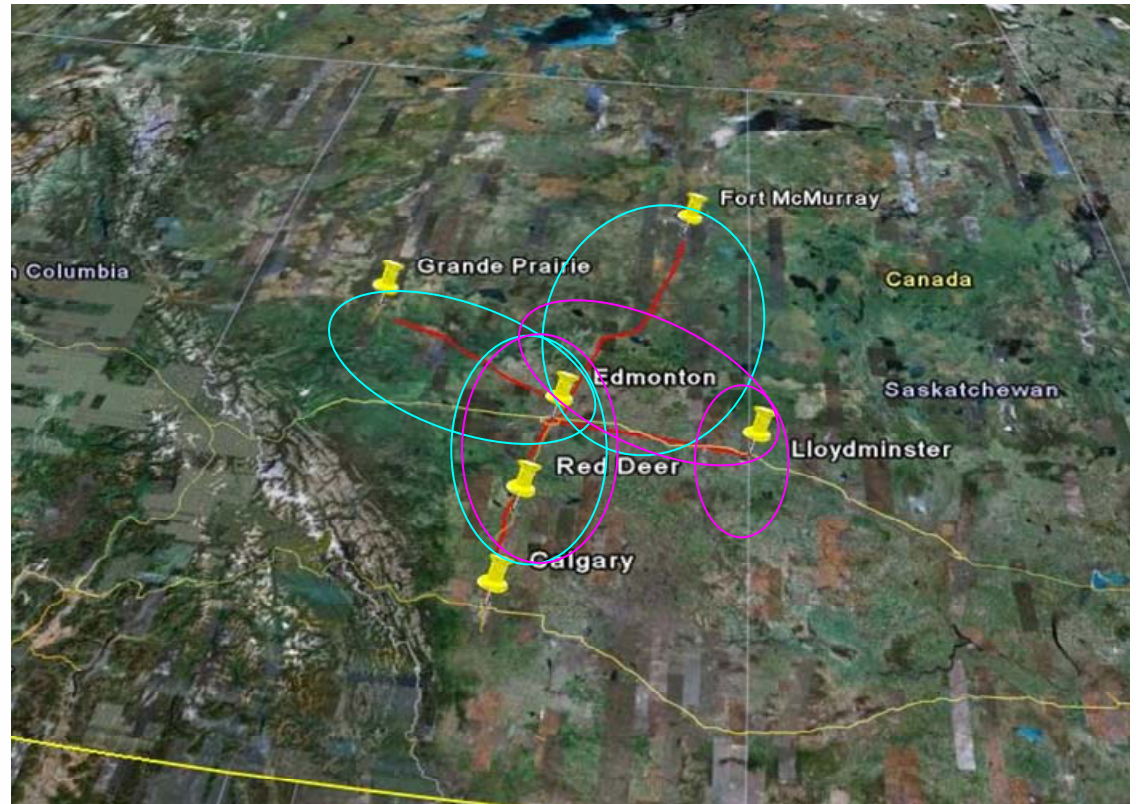 Fort McMurray
Grande Prairie
n Columbia
Canada
Edmonton
Saskatchewan
Lloydminster
Red Deer
Calgary